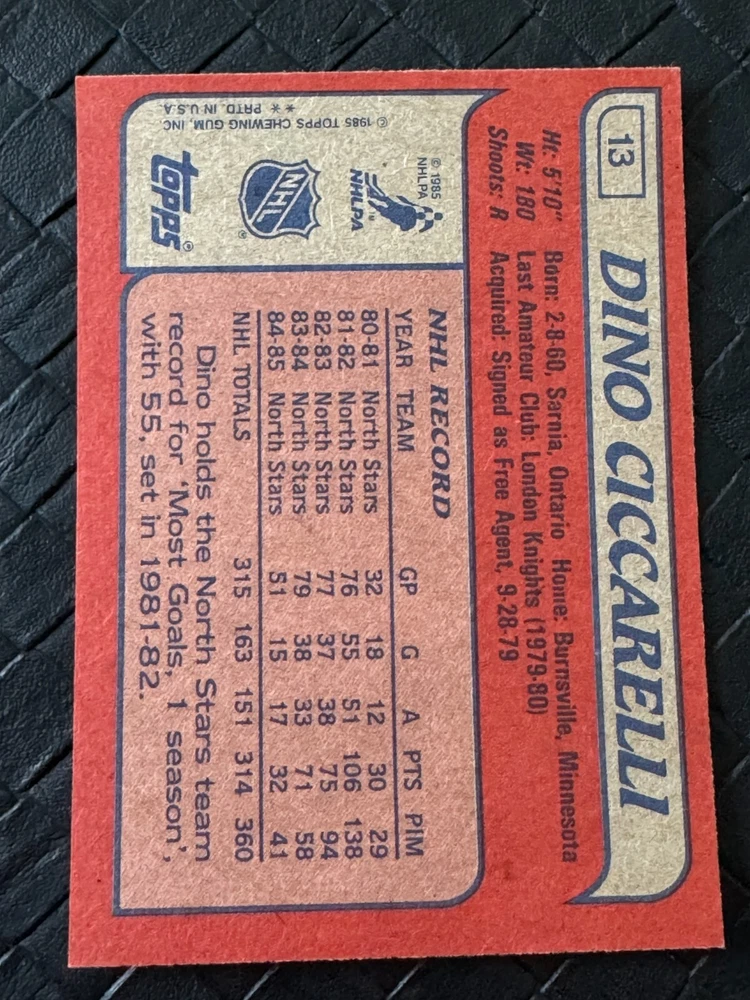 13 DINO CICCARELLI
Ht: 5'10" Born: 2-8-60, Sarnia, Ontario Home: Burnsville, Minnesota
Wt: 180 Last Amateur Club: London Knights (1979-80)
Shoots: R Acquired: Signed as Free Agent, 9-28-79
NHL RECORD
YEAR TEAM GP G A PTS PIM
80-81 North Stars 32 18 12 30 29
81-82 North Stars 76 55 51 106 138
82-83 North Stars 77 37 38 75 94
83-84 North Stars 79 38 33 71 58
84-85 North Stars 51 15 17 32 41
NHL TOTALS 315 163 151 314 360
Dino holds the North Stars team
record for 'Most Goals, 1 season',
with 55, set in 1981-82.
© 1985
NHLPA
NHLPA
TM
NHL
®
topps®
© 1985 TOPPS CHEWING GUM, INC
* * PRTD. IN U.S.A